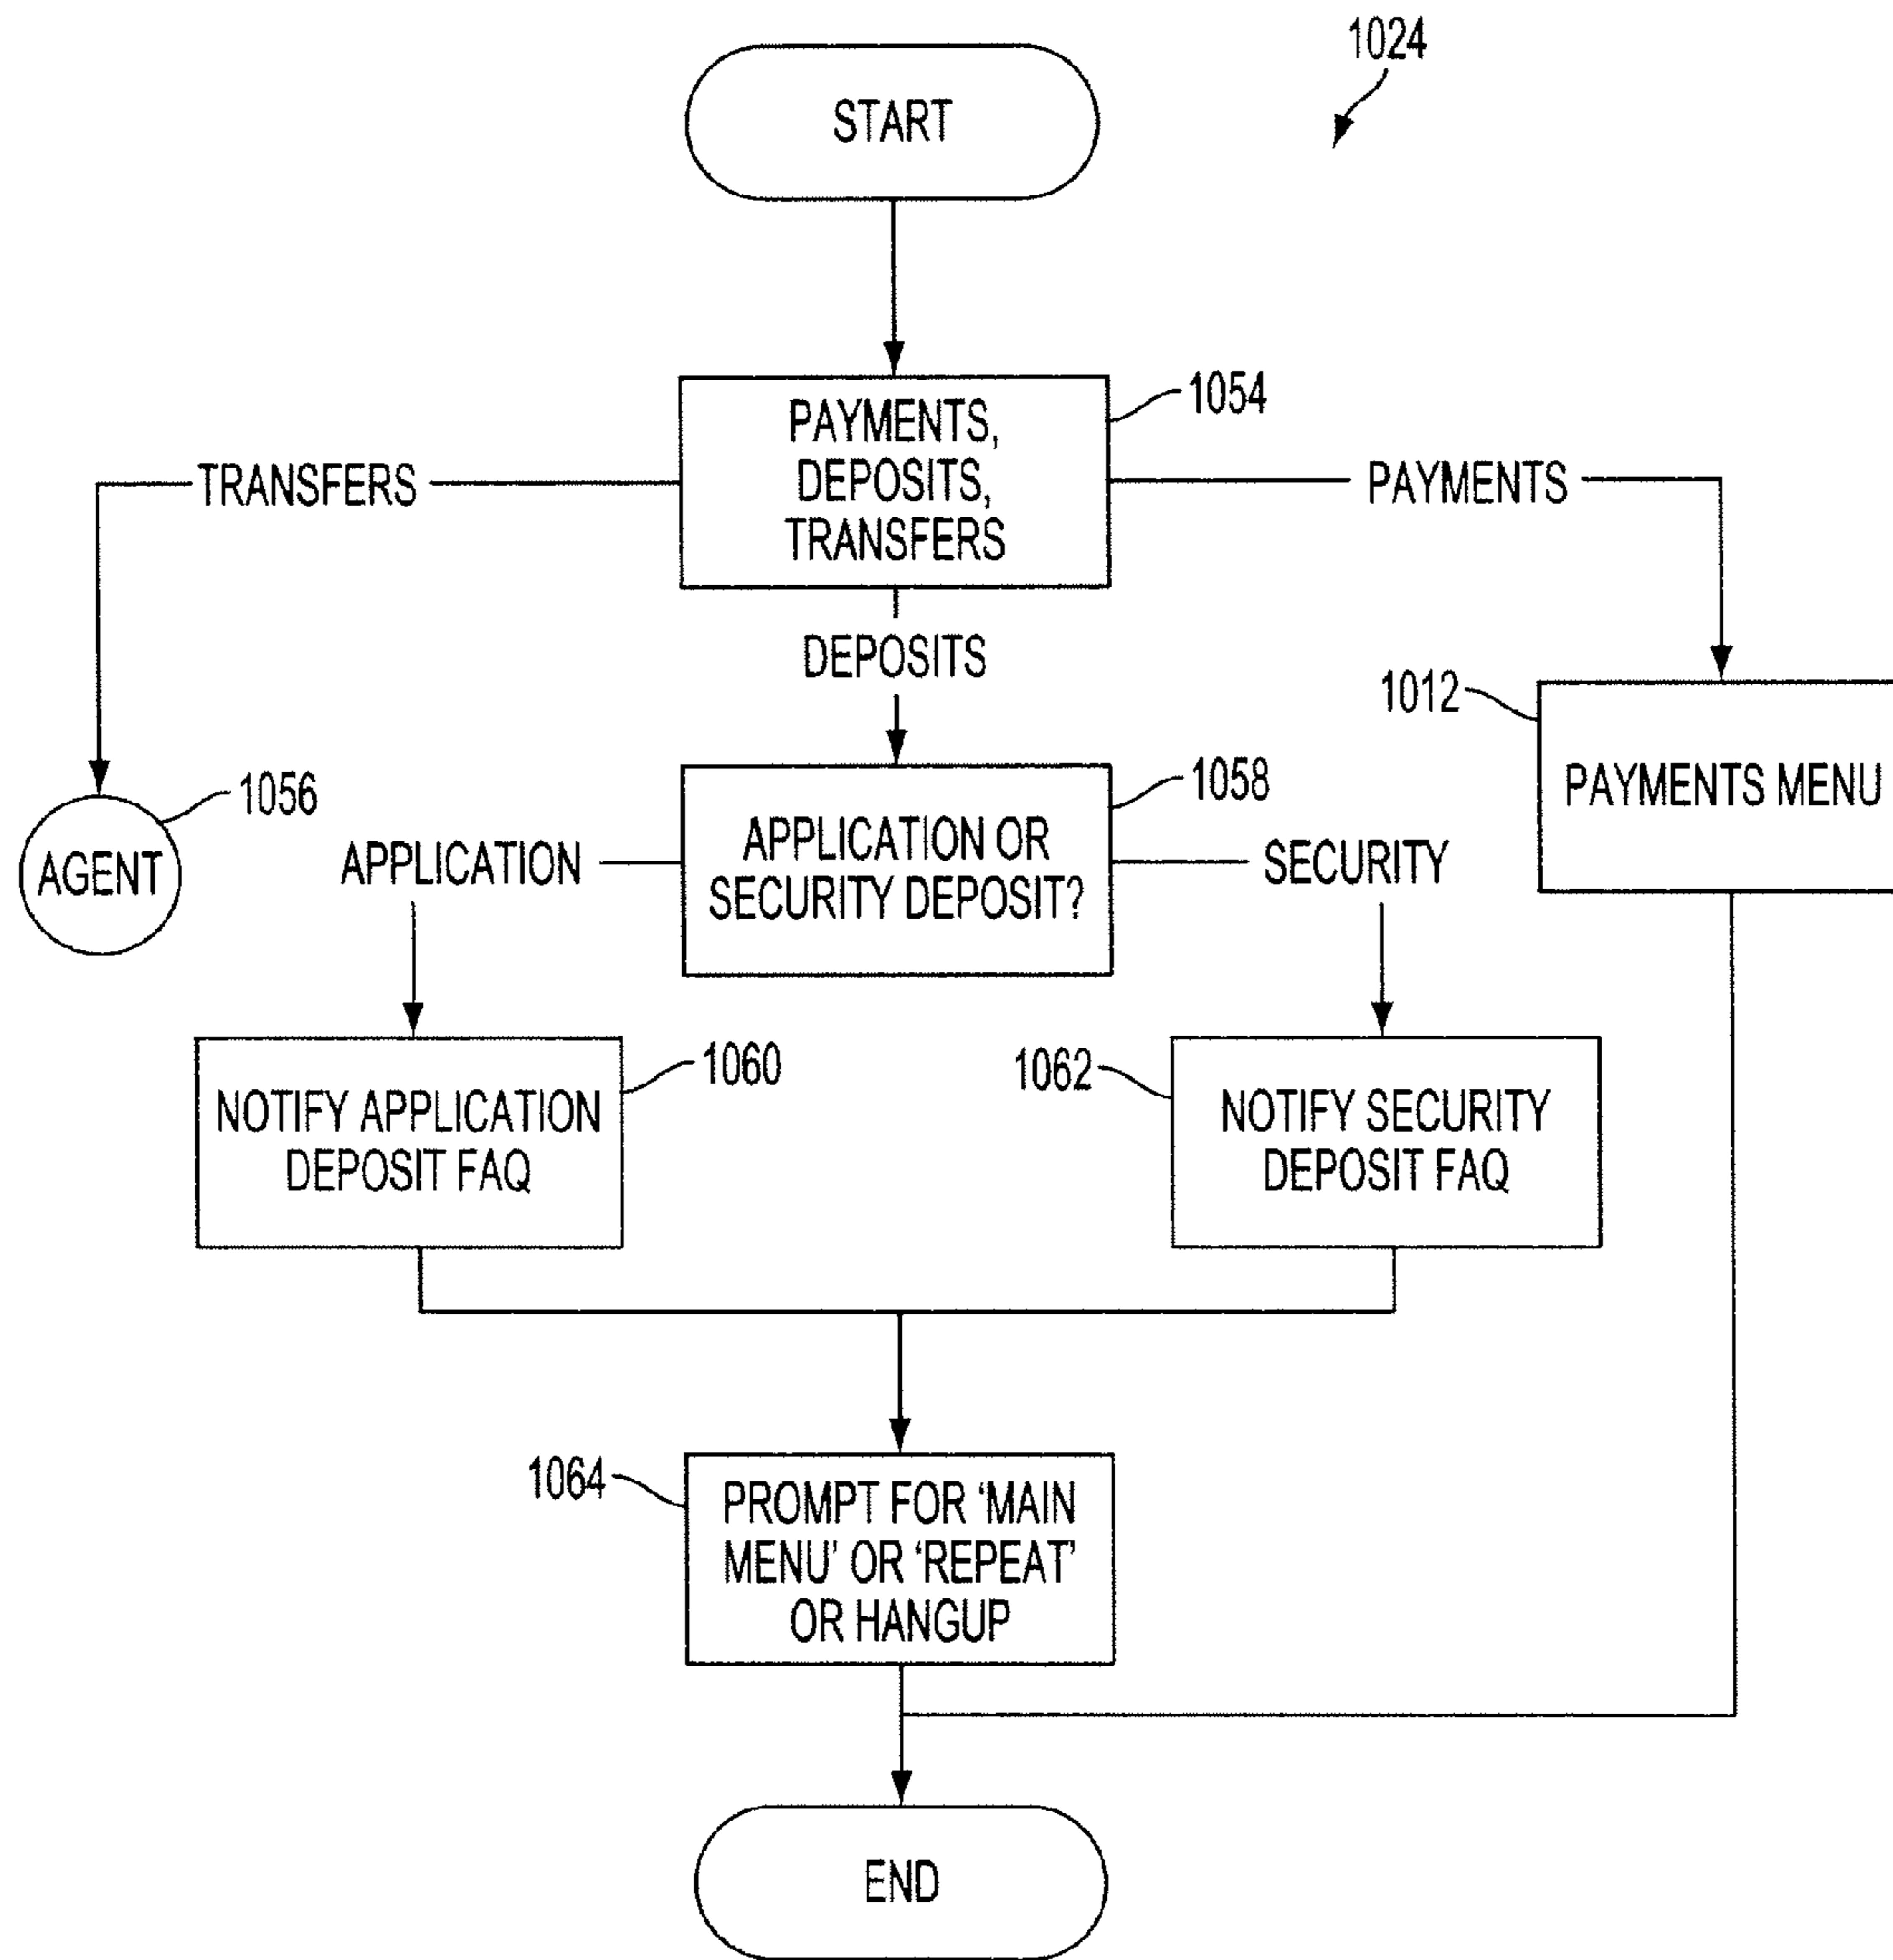 1024
START
1054
PAYMENTS,
DEPOSITS,
TRANSFERS
TRANSFERS
PAYMENTS
DEPOSITS
1012
PAYMENTS MENU
1056
AGENT
1058
APPLICATION OR
SECURITY DEPOSIT?
APPLICATION
SECURITY
1060
NOTIFY APPLICATION
DEPOSIT FAQ
1062
NOTIFY SECURITY
DEPOSIT FAQ
1064
PROMPT FOR ‘MAIN
MENU’ OR ‘REPEAT’
OR HANGUP
END